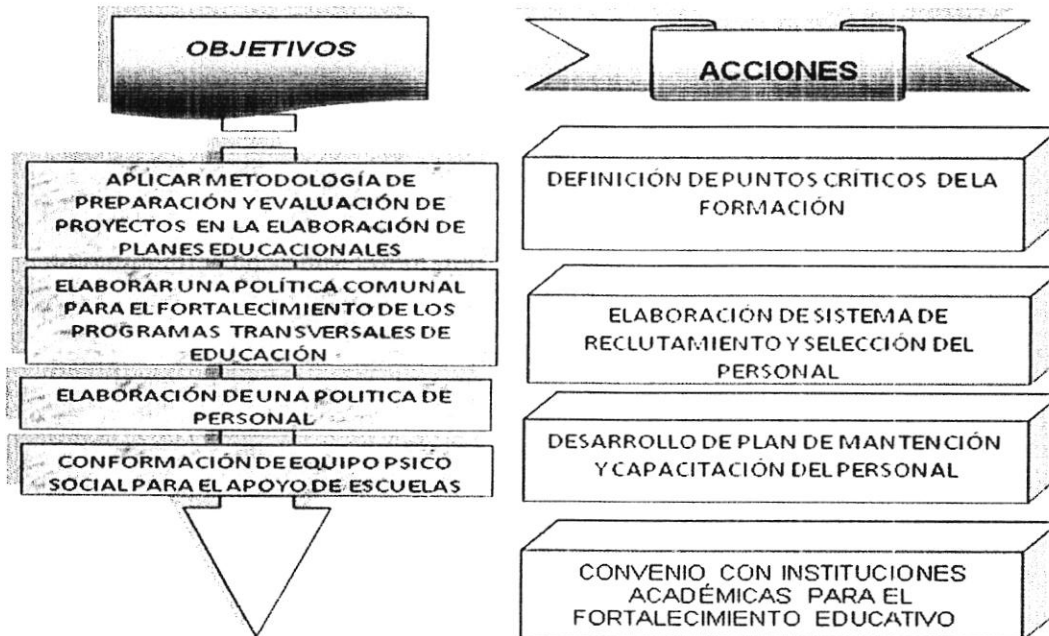 OBJETIVOS
APLICAR METODOLOGÍA DE
PREPARACIÓN Y EVALUACIÓN DE
PROYECTOS EN LA ELABORACIÓN DE
PLANES EDUCACIONALES
ELABORAR UNA POLÍTICA COMUNAL
PARA EL FORTALECIMIENTO DE LOS
PROGRAMAS TRANSVERSALES DE
EDUCACIÓN
ELABORACIÓN DE UNA POLITICA DE
PERSONAL
CONFORMACIÓN DE EQUIPO PSICO
SOCIAL PARA EL APOYO DE ESCUELAS
ACCIONES
DEFINICIÓN DE PUNTOS CRÍTICOS DE LA
FORMACIÓN
ELABORACIÓN DE SISTEMA DE
RECLUTAMIENTO Y SELECCIÓN DEL
PERSONAL
DESARROLLO DE PLAN DE MANTENCIÓN
Y CAPACITACIÓN DEL PERSONAL
CONVENIO CON INSTITUCIONES
ACADÉMICAS PARA EL
FORTALECIMIENTO EDUCATIVO